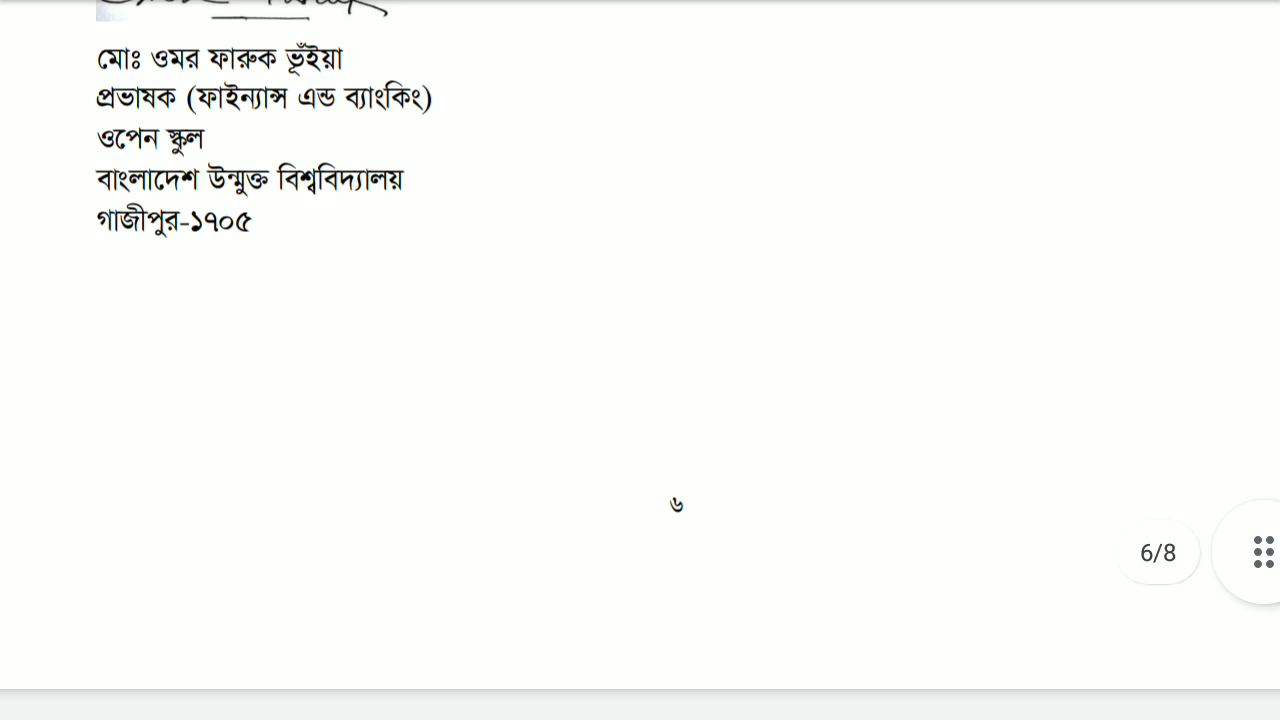 মোঃ ওমর ফারুক ভূঁইয়া
প্রভাষক (ফাইন্যান্স এন্ড ব্যাংকিং)
ওপেন স্কুল
বাংলাদেশ উন্মুক্ত বিশ্ববিদ্যালয়
গাজীপুর-১৭০৫
৬
6/8